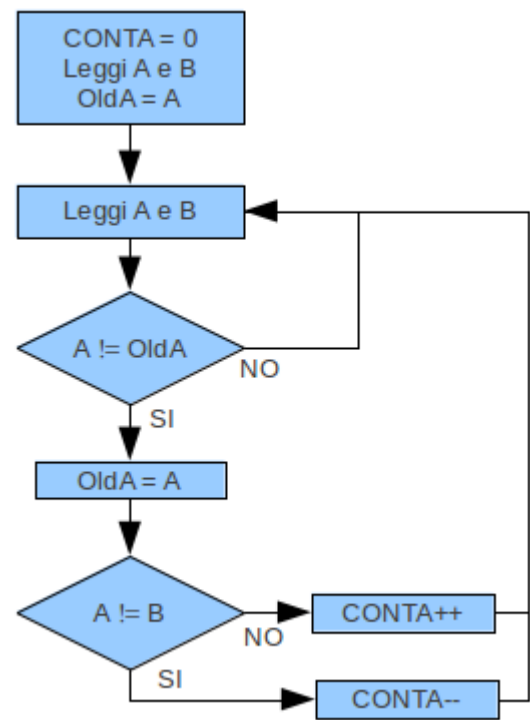 CONTA = 0
Leggi A e B
OldA = A
Leggi A e B
A != OldA
NO
SI
OldA = A
A != B
NO
CONTA++
SI
CONTA--